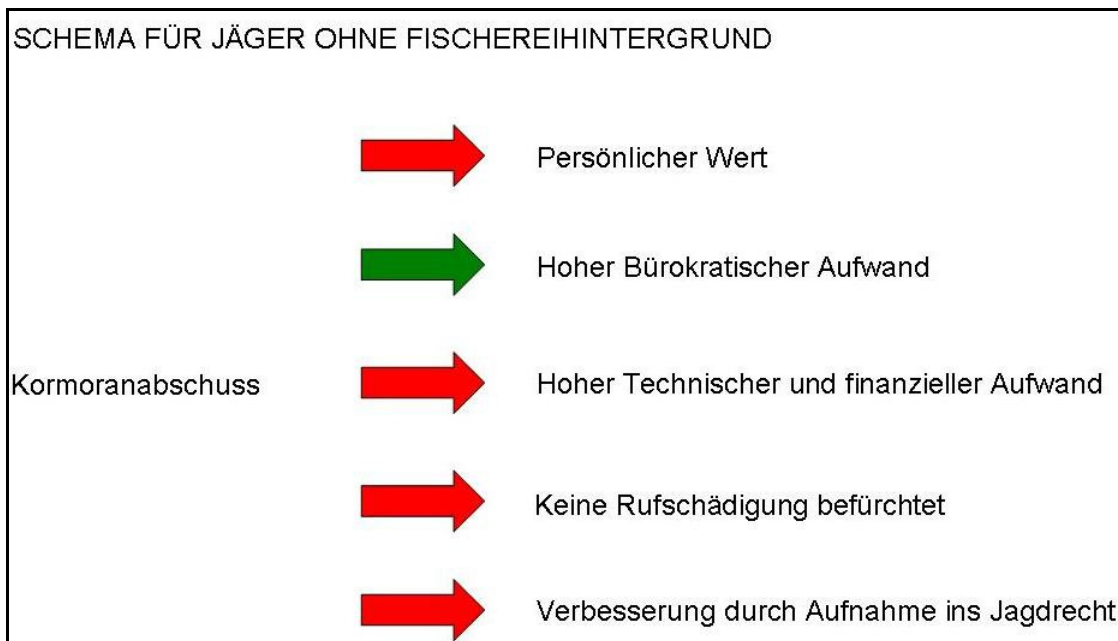 SCHEMA FÜR JÄGER OHNE FISCHEREIHINTERGRUND
Persönlicher Wert
Hoher Bürokratischer Aufwand
Kormoranabschuss
Hoher Technischer und finanzieller Aufwand
Keine Rufschädigung befürchtet
Verbesserung durch Aufnahme ins Jagdrecht